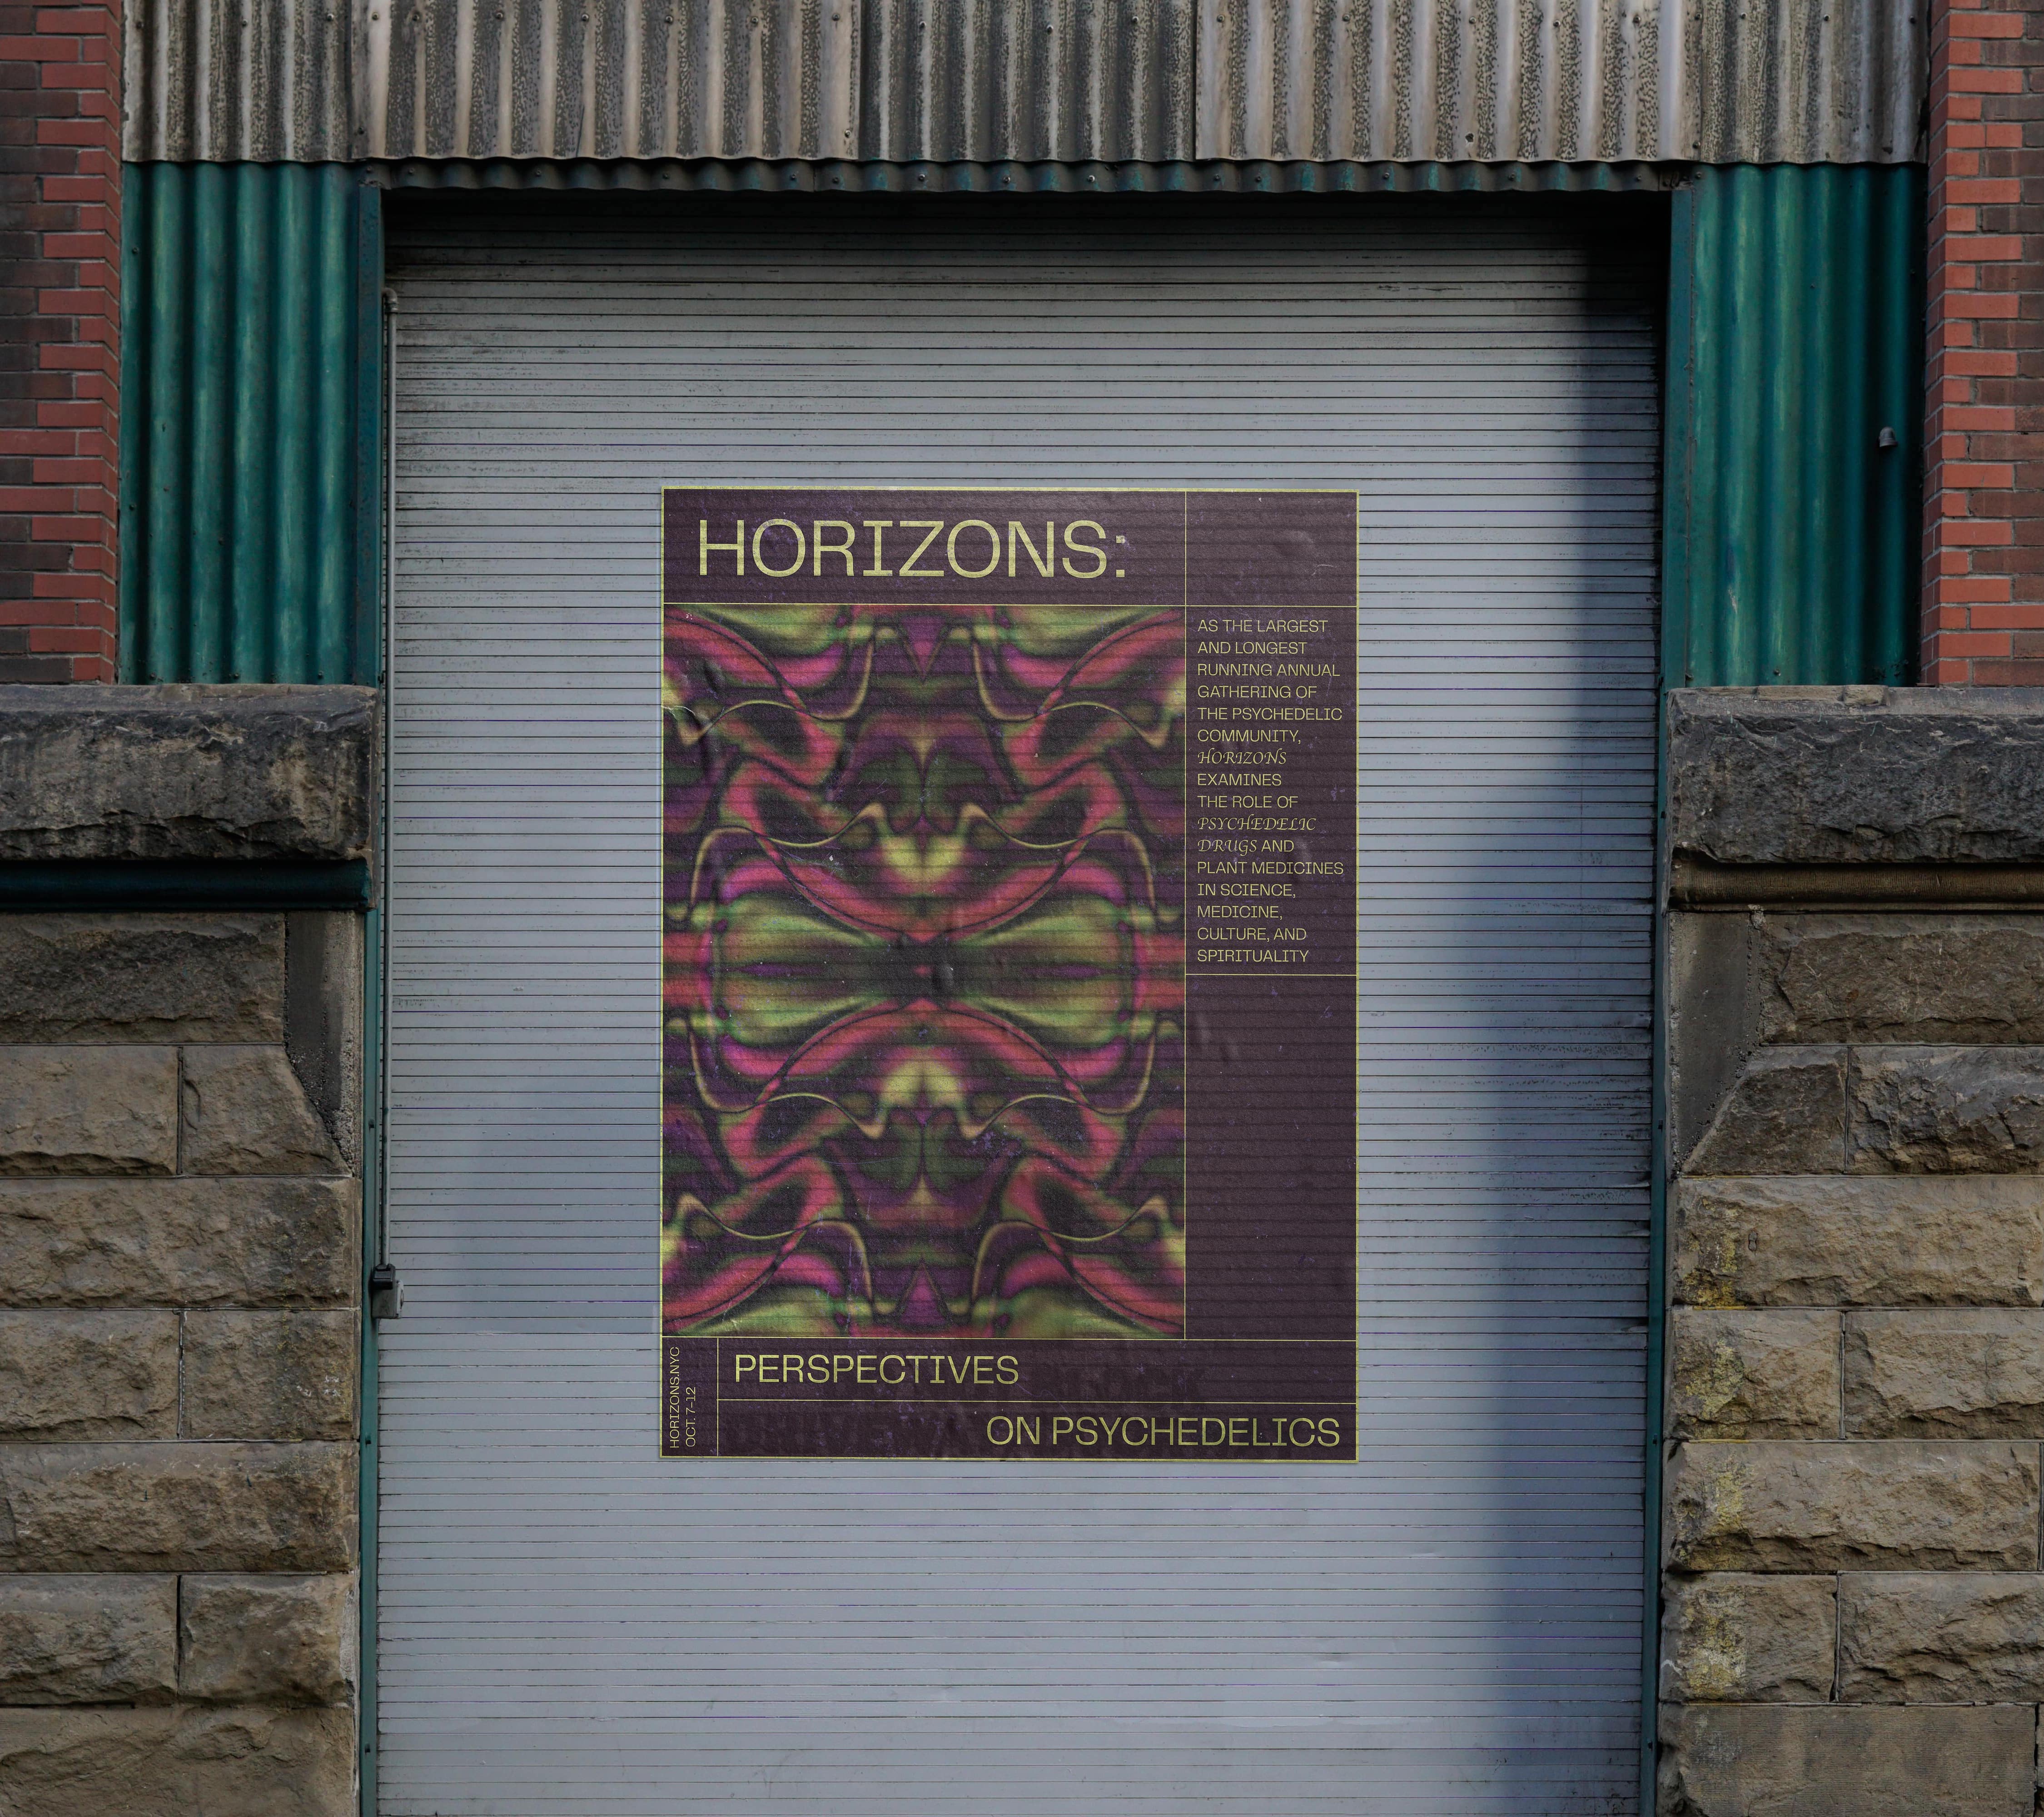 HORIZONS:
AS THE LARGEST
AND LONGEST
RUNNING ANNUAL
GATHERING OF
THE PSYCHEDELIC
COMMUNITY,
HORIZONS
EXAMINES
THE ROLE OF
PSYCHEDELIC
DRUGS AND
PLANT MEDICINES
IN SCIENCE,
MEDICINE,
CULTURE, AND
SPIRITUALITY
HORIZONS.NYC
OCT. 7–12
PERSPECTIVES
ON PSYCHEDELICS